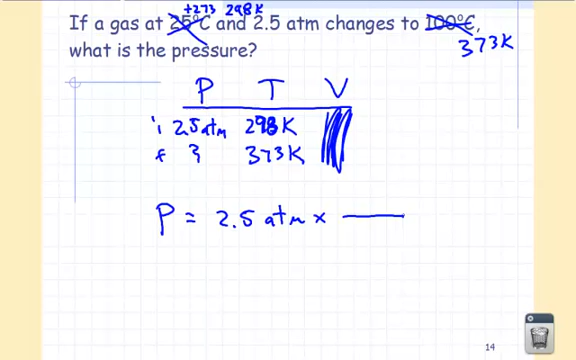 +273 298K
If a gas at 25°C and 2.5 atm changes to 100°C,
what is the pressure? 373K
P T V
i 2.5 atm 298 K
f ? 373K
P = 2.5 atm x
14